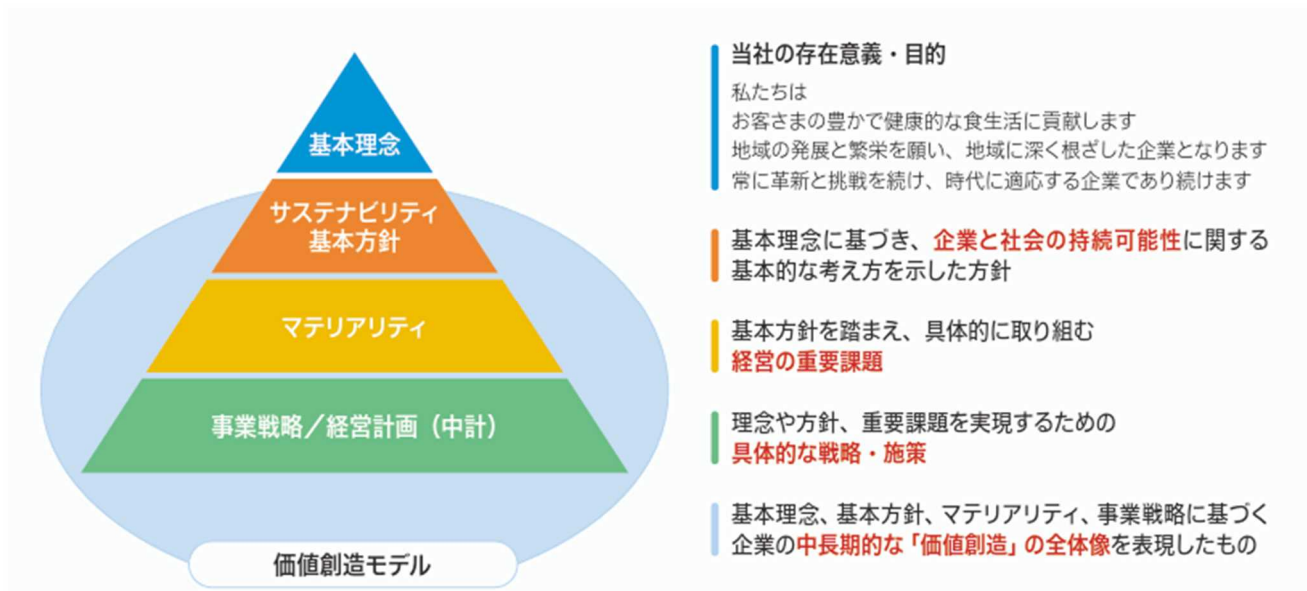 基本理念
サステナビリティ
基本方針
マテリアリティ
事業戦略／経営計画（中計）
価値創造モデル
当社の存在意義・目的
私たちは
お客さまの豊かで健康的な食生活に貢献します
地域の発展と繁栄を願い、地域に深く根ざした企業となります
常に革新と挑戦を続け、時代に適応する企業であり続けます
基本理念に基づき、企業と社会の持続可能性に関する
基本的な考え方を示した方針
基本方針を踏まえ、具体的に取り組む
経営の重要課題
理念や方針、重要課題を実現するための
具体的な戦略・施策
基本理念、基本方針、マテリアリティ、事業戦略に基づく
企業の中長期的な「価値創造」の全体像を表現したもの